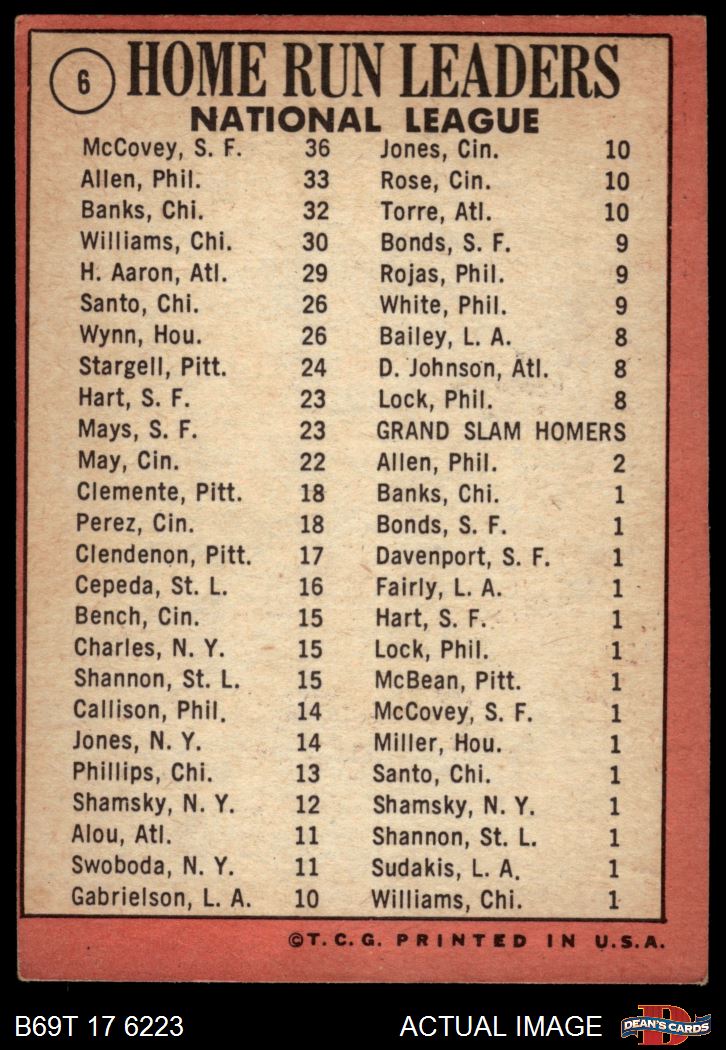 6 HOME RUN LEADERS
NATIONAL LEAGUE
McCovey, S. F. 36
Allen, Phil. 33
Banks, Chi. 32
Williams, Chi. 30
H. Aaron, Atl. 29
Santo, Chi. 26
Wynn, Hou. 26
Stargell, Pitt. 24
Hart, S. F. 23
Mays, S. F. 23
May, Cin. 22
Clemente, Pitt. 18
Perez, Cin. 18
Clendenon, Pitt. 17
Cepeda, St. L. 16
Bench, Cin. 15
Charles, N. Y. 15
Shannon, St. L. 15
Callison, Phil. 14
Jones, N. Y. 14
Phillips, Chi. 13
Shamsky, N. Y. 12
Alou, Atl. 11
Swoboda, N. Y. 11
Gabrielson, L. A. 10
Jones, Cin. 10
Rose, Cin. 10
Torre, Atl. 10
Bonds, S. F. 9
Rojas, Phil. 9
White, Phil. 9
Bailey, L. A. 8
D. Johnson, Atl. 8
Lock, Phil. 8
GRAND SLAM HOMERS
Allen, Phil. 2
Banks, Chi. 1
Bonds, S. F. 1
Davenport, S. F. 1
Fairly, L. A. 1
Hart, S. F. 1
Lock, Phil. 1
McBean, Pitt. 1
McCovey, S. F. 1
Miller, Hou. 1
Santo, Chi. 1
Shamsky, N. Y. 1
Shannon, St. L. 1
Sudakis, L. A. 1
Williams, Chi. 1
©T. C. G. PRINTED IN U.S.A.
B69T 17 6223 ACTUAL IMAGE
D
DEAN'S CARDS